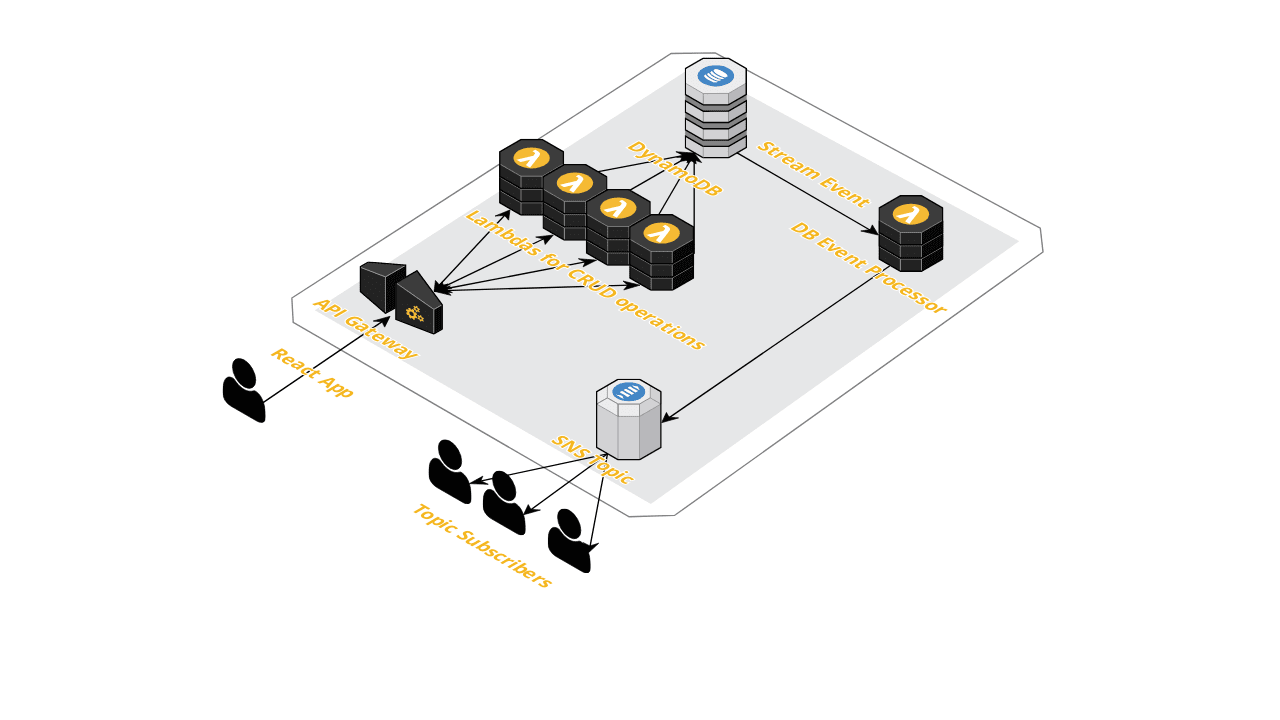 DynamoDB
Stream Event
Lambdas for CRUD operations
DB Event Processor
API Gateway
React App
SNS Topic
Topic Subscribers